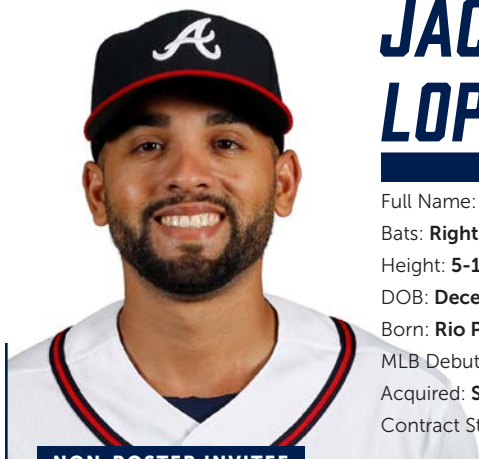 JAC
LOP
Full Name:
Bats: Right
Height: 5-1
DOB: Dece
Born: Rio P
MLB Debut
Acquired: S
Contract St
NON-ROSTER INVITEE